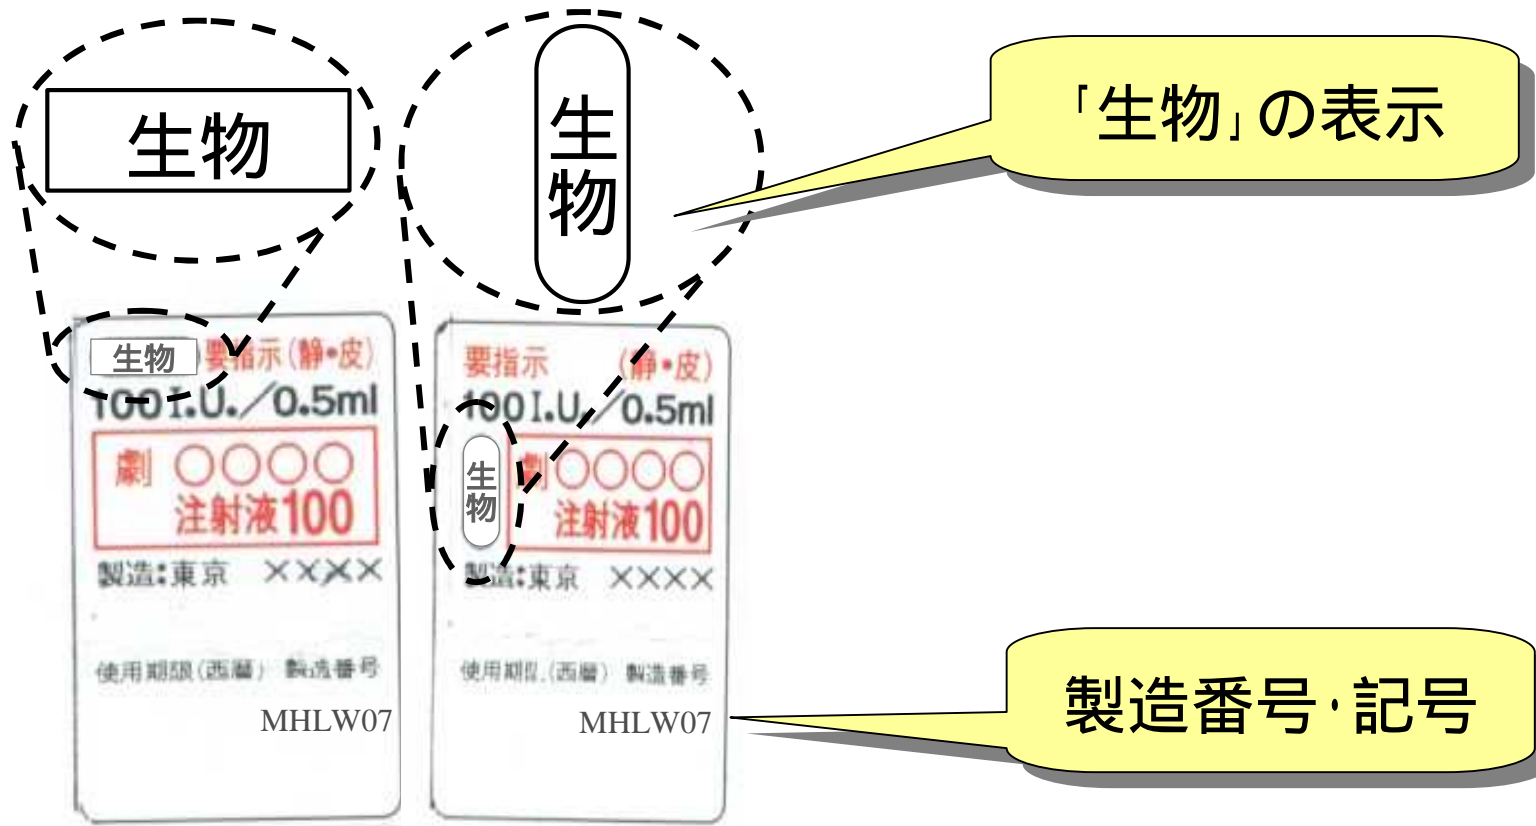 生物
生物
「生物」の表示
生物 要指示(静・皮)
100I.U./0.5ml
劇 〇〇〇〇
注射液100
製造:東京 ××××
使用期限(西暦) 製造番号
MHLW07
要指示 (静・皮)
100I.U./0.5ml
生物
劇 〇〇〇〇
注射液100
製造:東京 ××××
使用期限(西暦) 製造番号
MHLW07
製造番号・記号